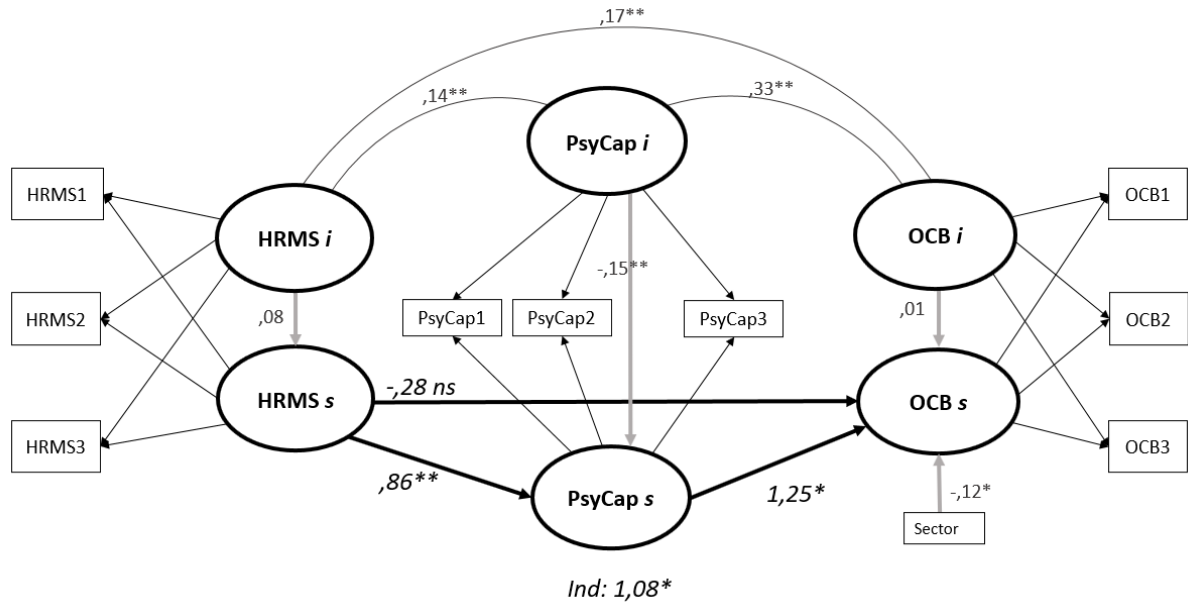 ,17**
,14**
,33**
PsyCap i
HRMS1
HRMS i
OCB i
OCB1
-,15**
HRMS2
,08
PsyCap1
PsyCap2
PsyCap3
,01
OCB2
HRMS s
-,28 ns
OCB s
HRMS3
OCB3
,86**
PsyCap s
1,25*
-,12*
Sector
Ind: 1,08*